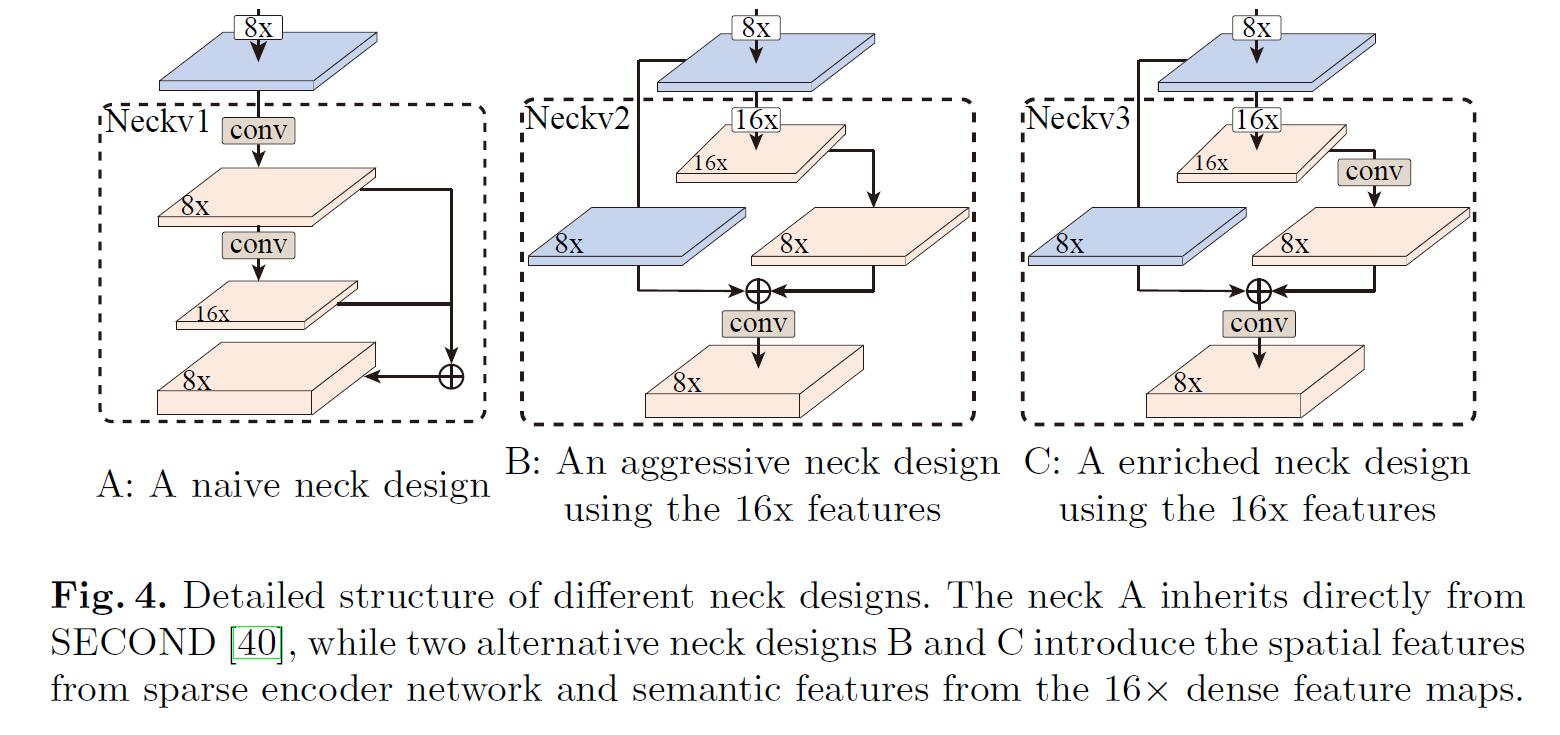 8x
Neckv1
conv
8x
conv
16x
8x
A: A naive neck design
8x
Neckv2
16x
16x
8x
8x
conv
8x
B: An aggressive neck design
using the 16x features
8x
Neckv3
16x
16x
conv
8x
8x
conv
8x
C: A enriched neck design
using the 16x features
Fig. 4. Detailed structure of different neck designs. The neck A inherits directly from
SECOND [40], while two alternative neck designs B and C introduce the spatial features
from sparse encoder network and semantic features from the 16× dense feature maps.